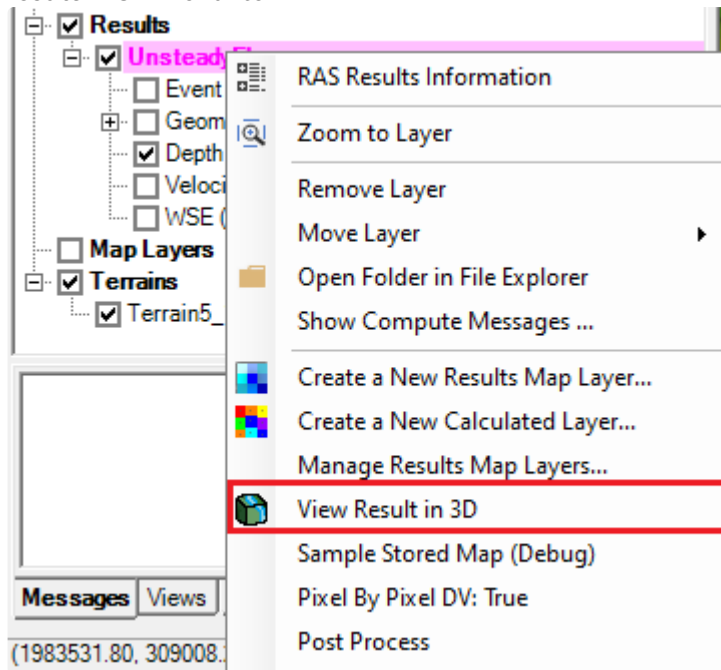 Results
Unsteady
Event
Geom
Depth
Veloci
WSE (
Map Layers
Terrains
Terrain5_
RAS Results Information
Zoom to Layer
Remove Layer
Move Layer
Open Folder in File Explorer
Show Compute Messages ...
Create a New Results Map Layer...
Create a New Calculated Layer...
Manage Results Map Layers...
View Result in 3D
Sample Stored Map (Debug)
Pixel By Pixel DV: True
Post Process
Messages Views
(1983531.80, 309008.